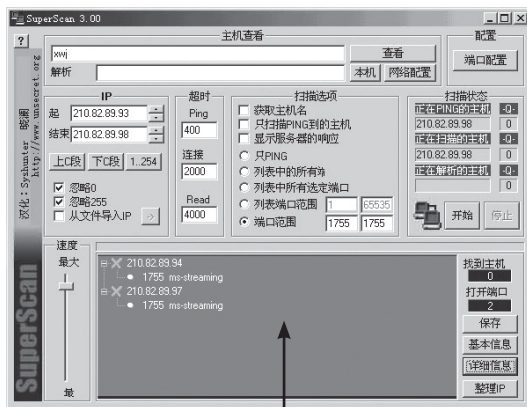 SuperScan 3.00
?
汉化：Syshunter 晓澜
http://www.unsecret.org
SuperScan
主机查看
xwj
查看
解析
本机
网络配置
配置
端口配置
IP
起 210.82.89.93
结束 210.82.89.98
上C段
下C段
1..254
忽略0
忽略255
从文件导入IP
->
超时
Ping
400
连接
2000
Read
4000
扫描选项
获取主机名
只扫描PING到的主机
显示服务器的响应
只PING
列表中的所有
列表中所有选定端口
列表端口范围 1 65535
端口范围 1755 1755
扫描状态
正在PING的主机 -Q-
210.82.89.98 0
正在扫描的主机 -Q-
210.82.89.98 0
正在解析的主机 -Q-
0
开始
停止
速度
最大
最
210.82.89.94
1755 ms-streaming
210.82.89.97
1755 ms-streaming
找到主机
0
打开端口
2
保存
基本信息
详细信息
整理IP